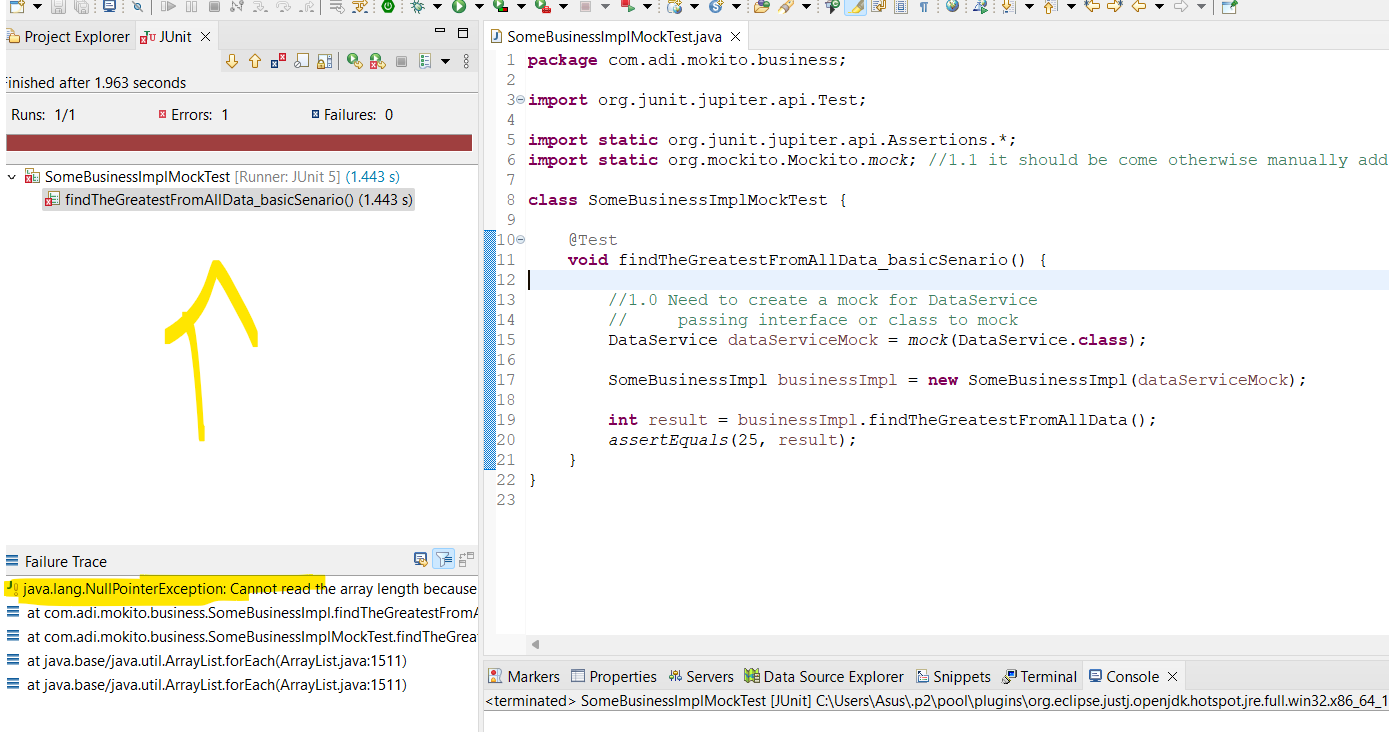 Project Explorer
JUnit
Finished after 1.963 seconds
Runs: 1/1
Errors: 1
Failures: 0
SomeBusinessImplMockTest [Runner: JUnit 5] (1.443 s)
findTheGreatestFromAllData_basicSenario() (1.443 s)
Failure Trace
java.lang.NullPointerException: Cannot read the array length because
at com.adi.mokito.business.SomeBusinessImpl.findTheGreatestFromA
at com.adi.mokito.business.SomeBusinessImplMockTest.findTheGrea
at java.base/java.util.ArrayList.forEach(ArrayList.java:1511)
at java.base/java.util.ArrayList.forEach(ArrayList.java:1511)
SomeBusinessImplMockTest.java
1 package com.adi.mokito.business;
2
3 import org.junit.jupiter.api.Test;
4
5 import static org.junit.jupiter.api.Assertions.*;
6 import static org.mockito.Mockito.mock; //1.1 it should be come otherwise manually add
7
8 class SomeBusinessImplMockTest {
9
10 @Test
11 void findTheGreatestFromAllData_basicSenario() {
12
13 //1.0 Need to create a mock for DataService
14 // passing interface or class to mock
15 DataService dataServiceMock = mock(DataService.class);
16
17 SomeBusinessImpl businessImpl = new SomeBusinessImpl(dataServiceMock);
18
19 int result = businessImpl.findTheGreatestFromAllData();
20 assertEquals(25, result);
21 }
22 }
23
Markers Properties Servers Data Source Explorer Snippets Terminal Console
<terminated> SomeBusinessImplMockTest [JUnit] C:\Users\Asus\.p2\pool\plugins\org.eclipse.justj.openjdk.hotspot.jre.full.win32.x86_64_1